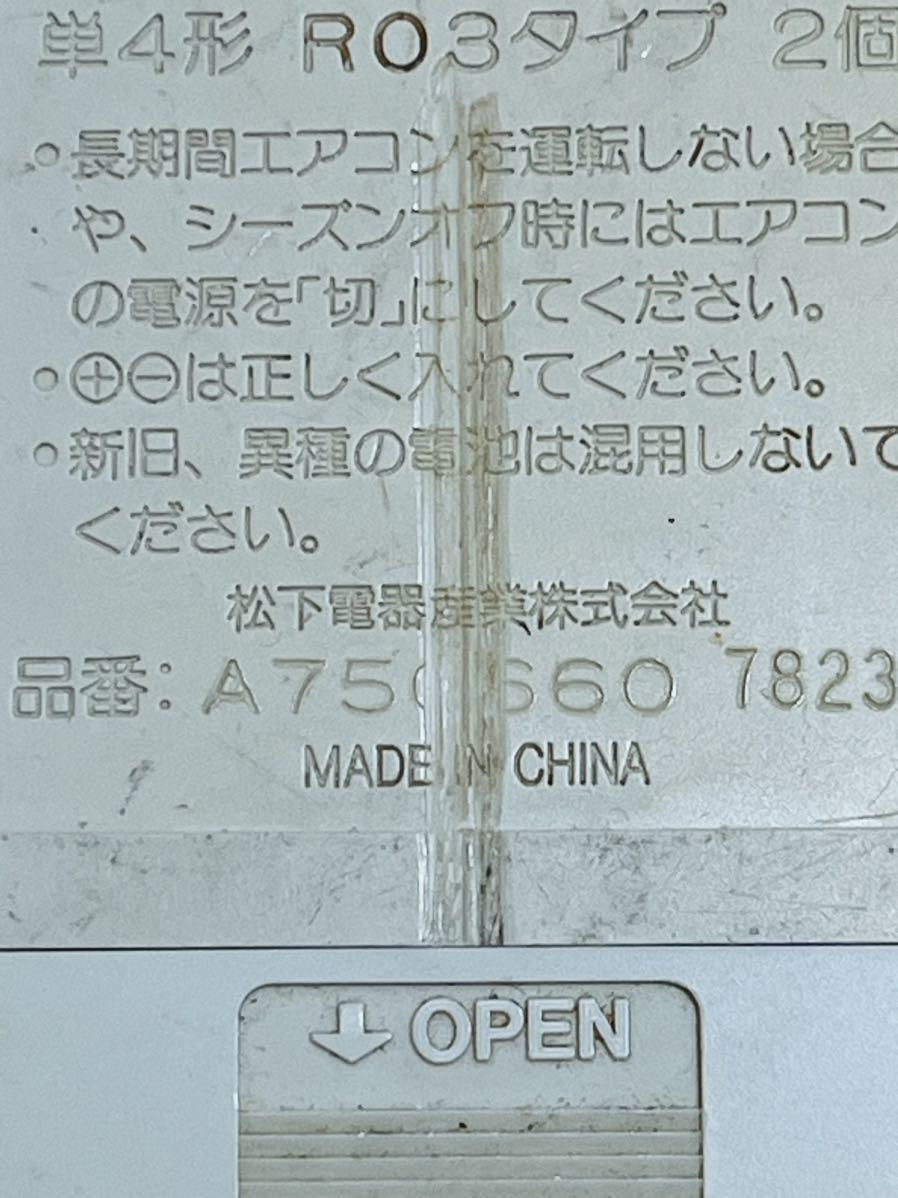 単4形 R03タイプ 2個
・長期間エアコンを運転しない場合
や、シーズンオフ時にはエアコン
の電源を「切」にしてください。
・⊕⊖は正しく入れてください。
・新旧、異種の電池は混用しないで
ください。
松下電器産業株式会社
品番: 7823
MADE IN CHINA
↓OPEN